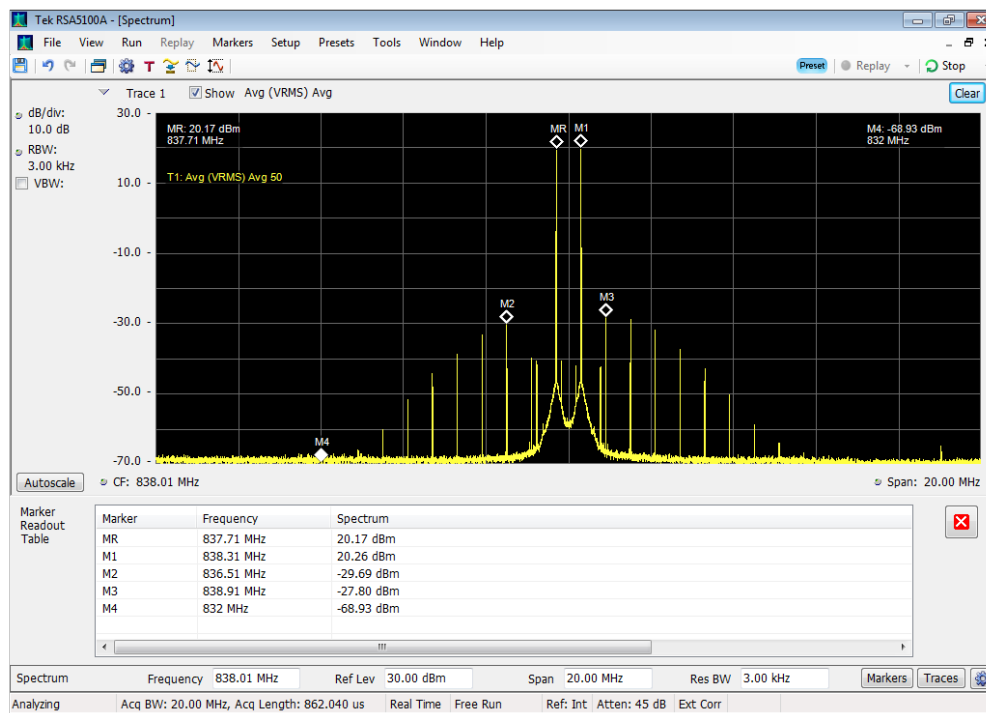 Tek RSA5100A - [Spectrum]
File View Run Replay Markers Setup Presets Tools Window Help
T Preset Replay Stop
Trace 1 Show Avg (VRMS) Avg Clear
dB/div:
10.0 dB
RBW:
3.00 kHz
VBW:
30.0 -
10.0 -
-10.0 -
-30.0 -
-50.0 -
-70.0 -
MR: 20.17 dBm
837.71 MHz
T1: Avg (VRMS) Avg 50
MR M1
M4: -68.93 dBm
832 MHz
M2
M3
M4
Autoscale CF: 838.01 MHz Span: 20.00 MHz
Marker
Readout
Table
Marker Frequency Spectrum
MR 837.71 MHz 20.17 dBm
M1 838.31 MHz 20.26 dBm
M2 836.51 MHz -29.69 dBm
M3 838.91 MHz -27.80 dBm
M4 832 MHz -68.93 dBm
Spectrum Frequency 838.01 MHz Ref Lev 30.00 dBm Span 20.00 MHz Res BW 3.00 kHz Markers Traces
Analyzing Acq BW: 20.00 MHz, Acq Length: 862.040 us Real Time Free Run Ref: Int Atten: 45 dB Ext Corr